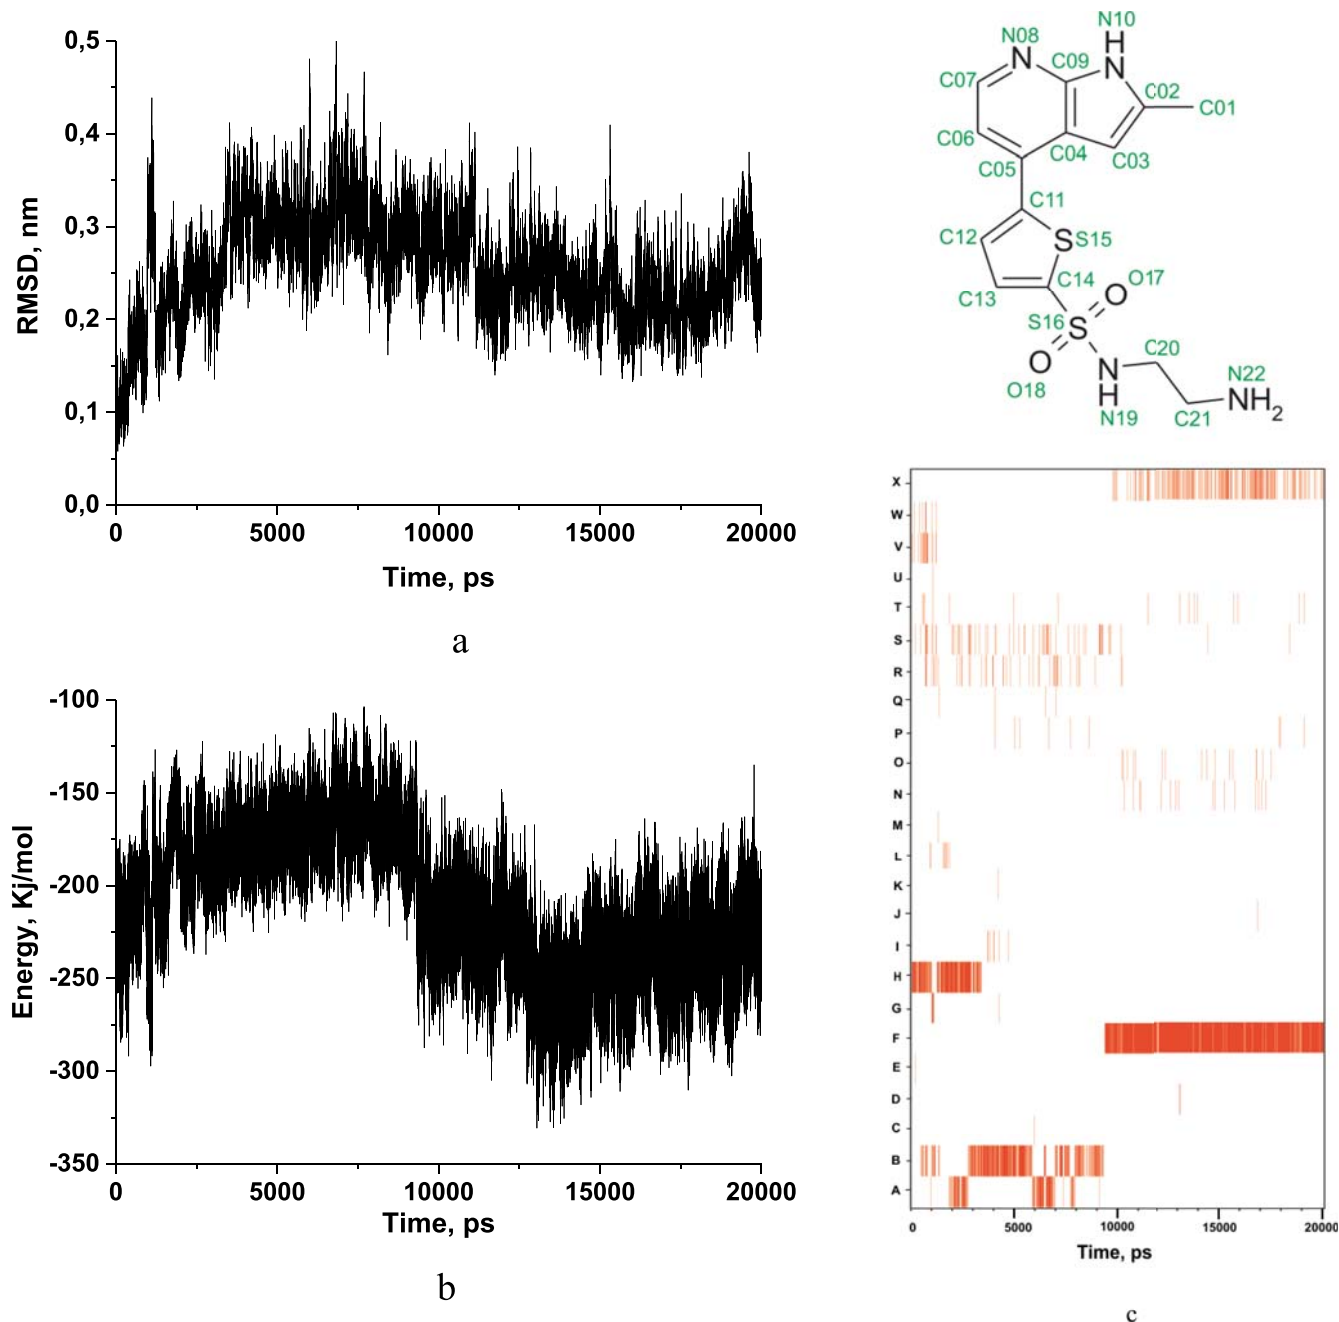 0,5
0,4
0,3
0,2
0,1
0,0
RMSD, nm
0 5000 10000 15000 20000
Time, ps
a
-100
-150
-200
-250
-300
-350
Energy, Kj/mol
0 5000 10000 15000 20000
Time, ps
b
N10
N08 H
N C09 N
C07 C02
C01
C06 C04 C03
C05
C11
C12 S S15
C13 C14 O17
S16 S O
O C20
O18 N N22
H NH2
N19 C21
X
W
V
U
T
S
R
Q
P
O
N
M
L
K
J
I
H
G
F
E
D
C
B
A
0 5000 10000 15000 20000
Time, ps
c